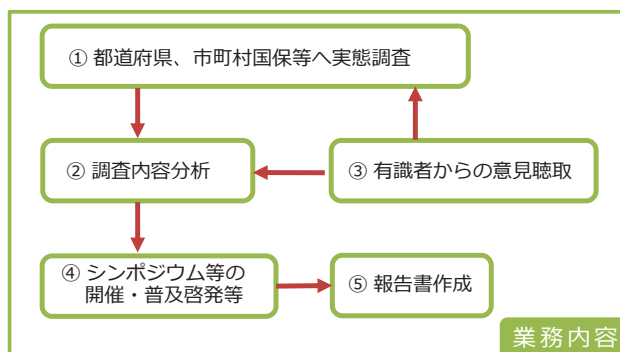 ① 都道府県、市町村国保等へ実態調査
② 調査内容分析
③ 有識者からの意見聴取
④ シンポジウム等の
開催・普及啓発等
⑤ 報告書作成
業務内容